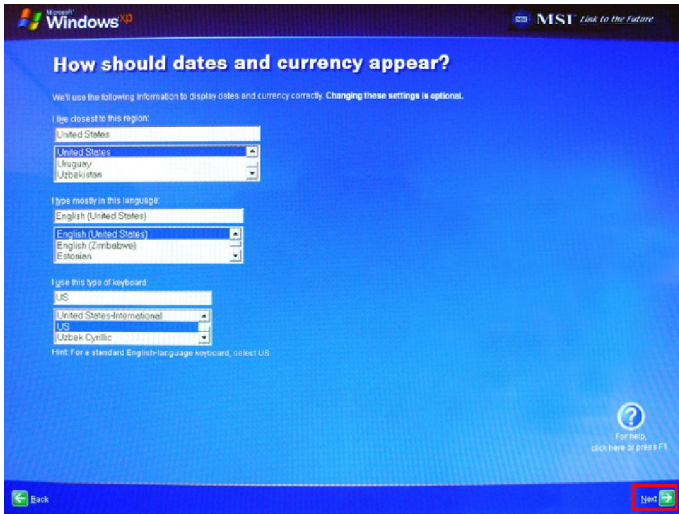 Microsoft
Windows xp
MSI Link to the Future
How should dates and currency appear?
We'll use the following information to display dates and currency correctly. Changing these settings is optional.
I live closest to this region:
United States
United States
Uruguay
Uzbekistan
I type mostly in this language:
English (United States)
English (United States)
English (Zimbabwe)
Estonian
I use this type of keyboard:
US
United States-International
US
Uzbek Cyrillic
Hint: For a standard English-language keyboard, select US.
For help,
click here or press F1
Back
Next